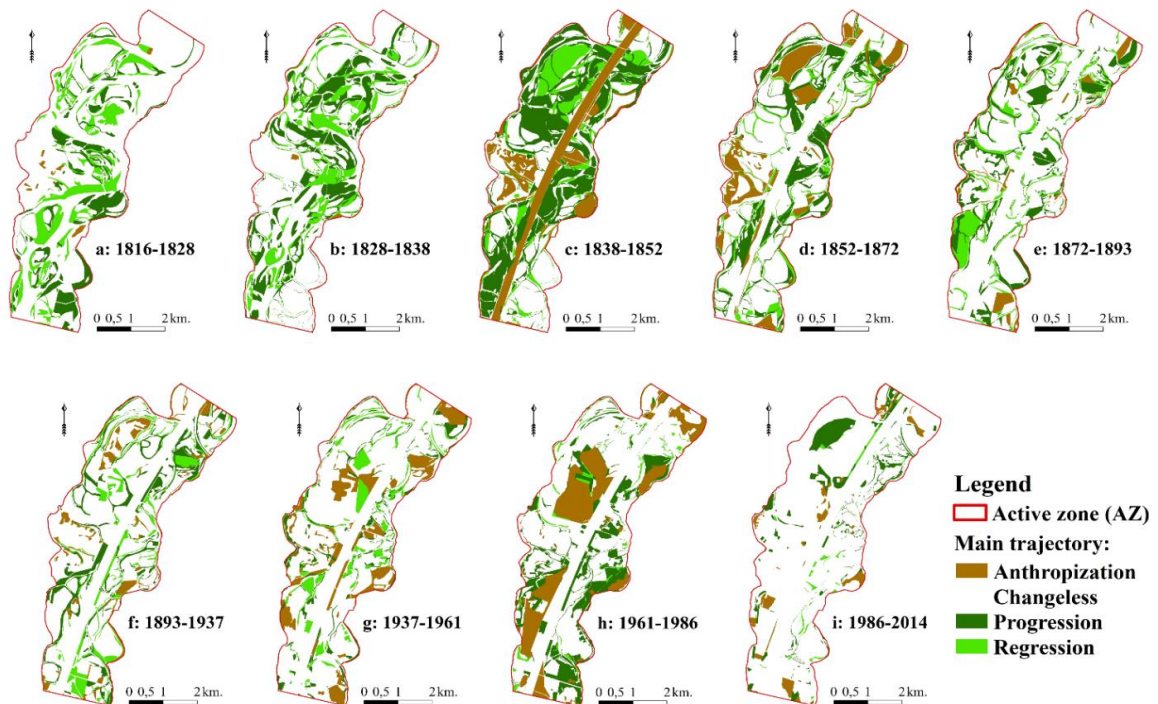 a: 1816-1828
0 0,5 1 2 km.
b: 1828-1838
0 0,5 1 2 km.
c: 1838-1852
0 0,5 1 2 km.
d: 1852-1872
0 0,5 1 2 km.
e: 1872-1893
0 0,5 1 2 km.
f: 1893-1937
0 0,5 1 2 km.
g: 1937-1961
0 0,5 1 2 km.
h: 1961-1986
0 0,5 1 2 km.
i: 1986-2014
0 0,5 1 2 km.
Legend
Active zone (AZ)
Main trajectory:
Anthropization
Changeless
Progression
Regression